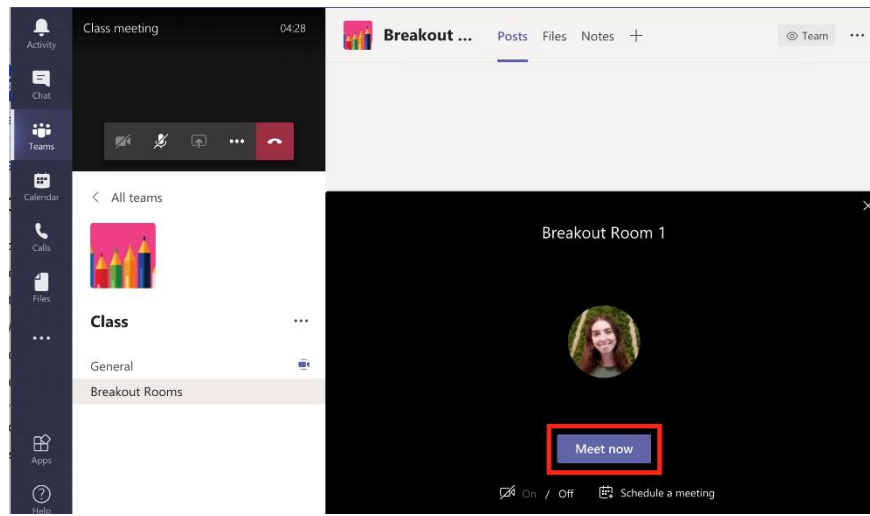 Activity
Chat
Teams
Calendar
Calls
Files
Apps
Help
Class meeting 04:28
All teams
Class
General
Breakout Rooms
Breakout ... Posts Files Notes Team
Breakout Room 1
Meet now
On / Off Schedule a meeting